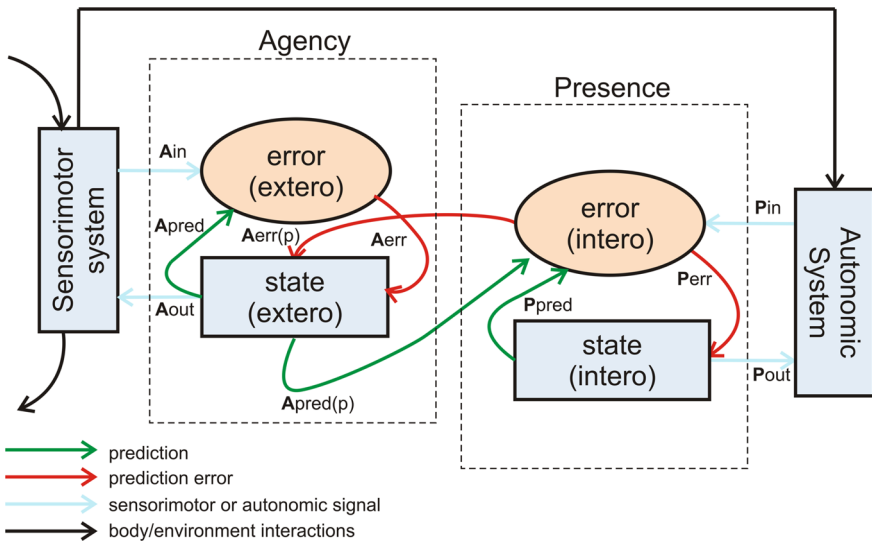 Agency
Presence
Sensorimotor
system
Ain
error
(extero)
Apred
Aerr(p)
Aerr
state
(extero)
Aout
Apred(p)
error
(intero)
Pin
Perr
Ppred
state
(intero)
Pout
Autonomic
System
prediction
prediction error
sensorimotor or autonomic signal
body/environment interactions